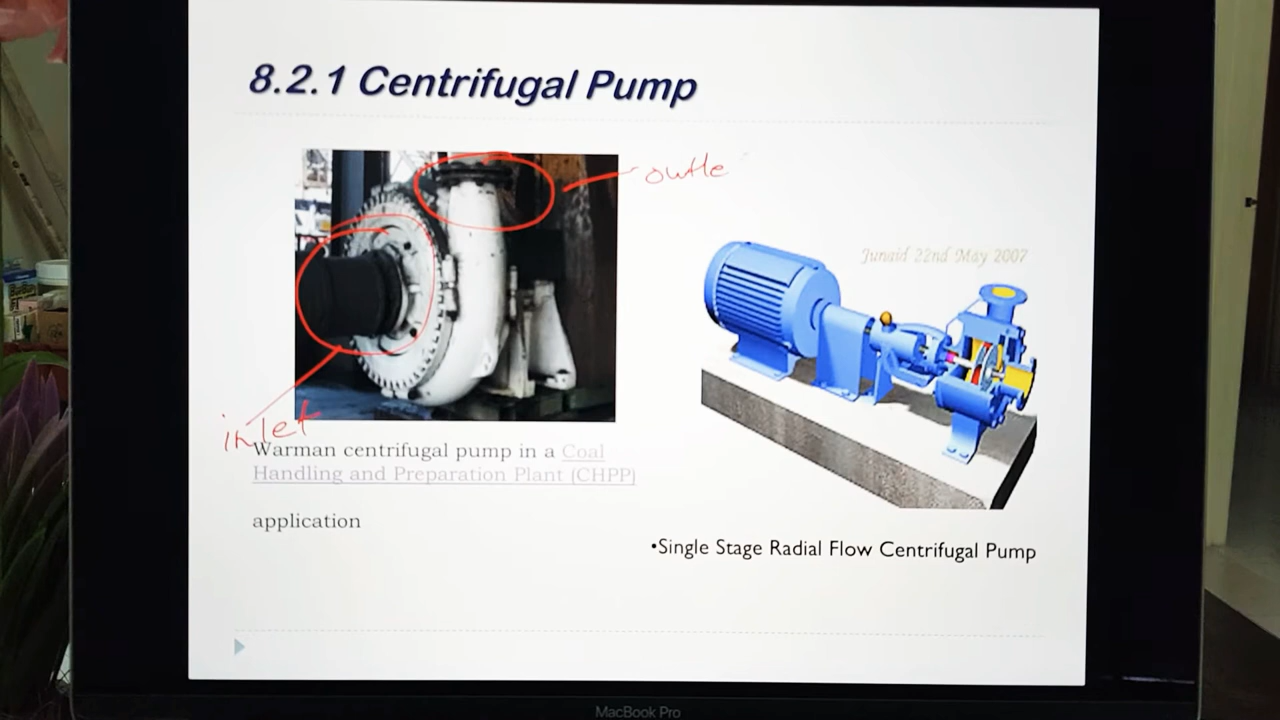 8.2.1 Centrifugal Pump
outle
Junaid 22nd May 2007
inlet
Warman centrifugal pump in a Coal
Handling and Preparation Plant (CHPP)
application
•Single Stage Radial Flow Centrifugal Pump
MacBook Pro